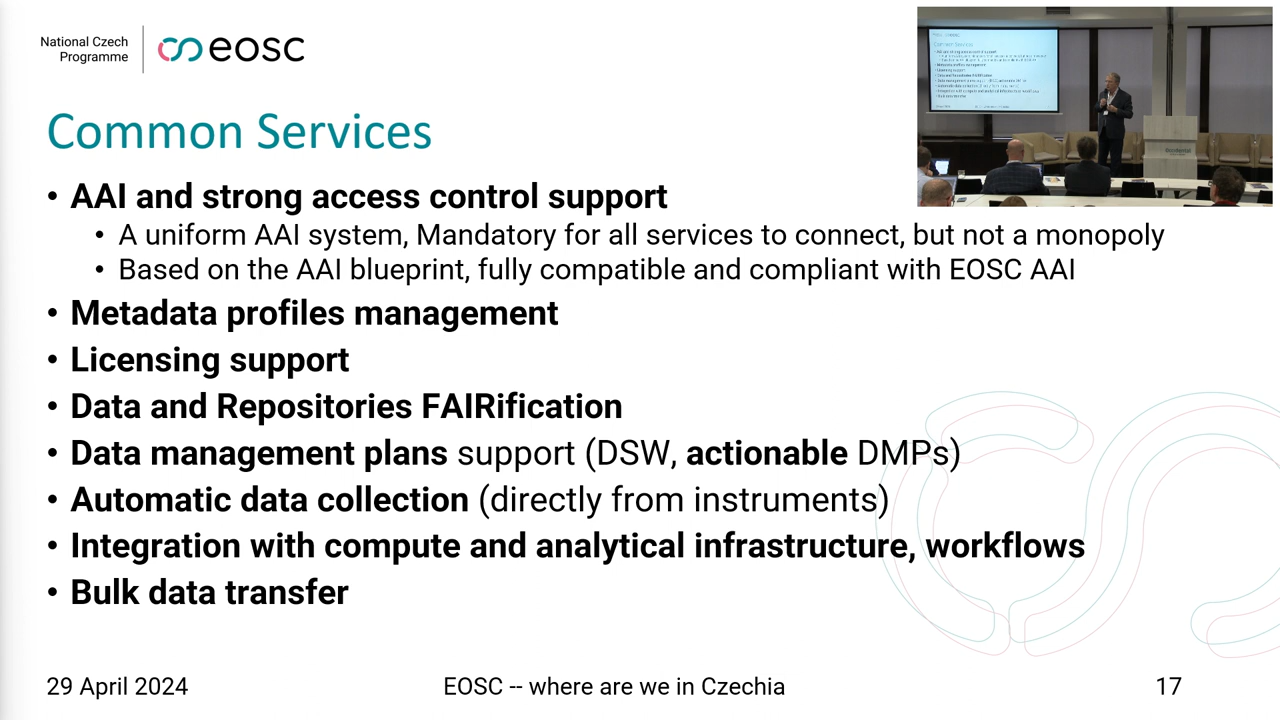 National Czech
Programme
eosc
Common Services
• AAI and strong access control support
• A uniform AAI system, Mandatory for all services to connect, but not a monopoly
• Based on the AAI blueprint, fully compatible and compliant with EOSC AAI
• Metadata profiles management
• Licensing support
• Data and Repositories FAIRification
• Data management plans support (DSW, actionable DMPs)
• Automatic data collection (directly from instruments)
• Integration with compute and analytical infrastructure, workflows
• Bulk data transfer
29 April 2024
EOSC -- where are we in Czechia
17